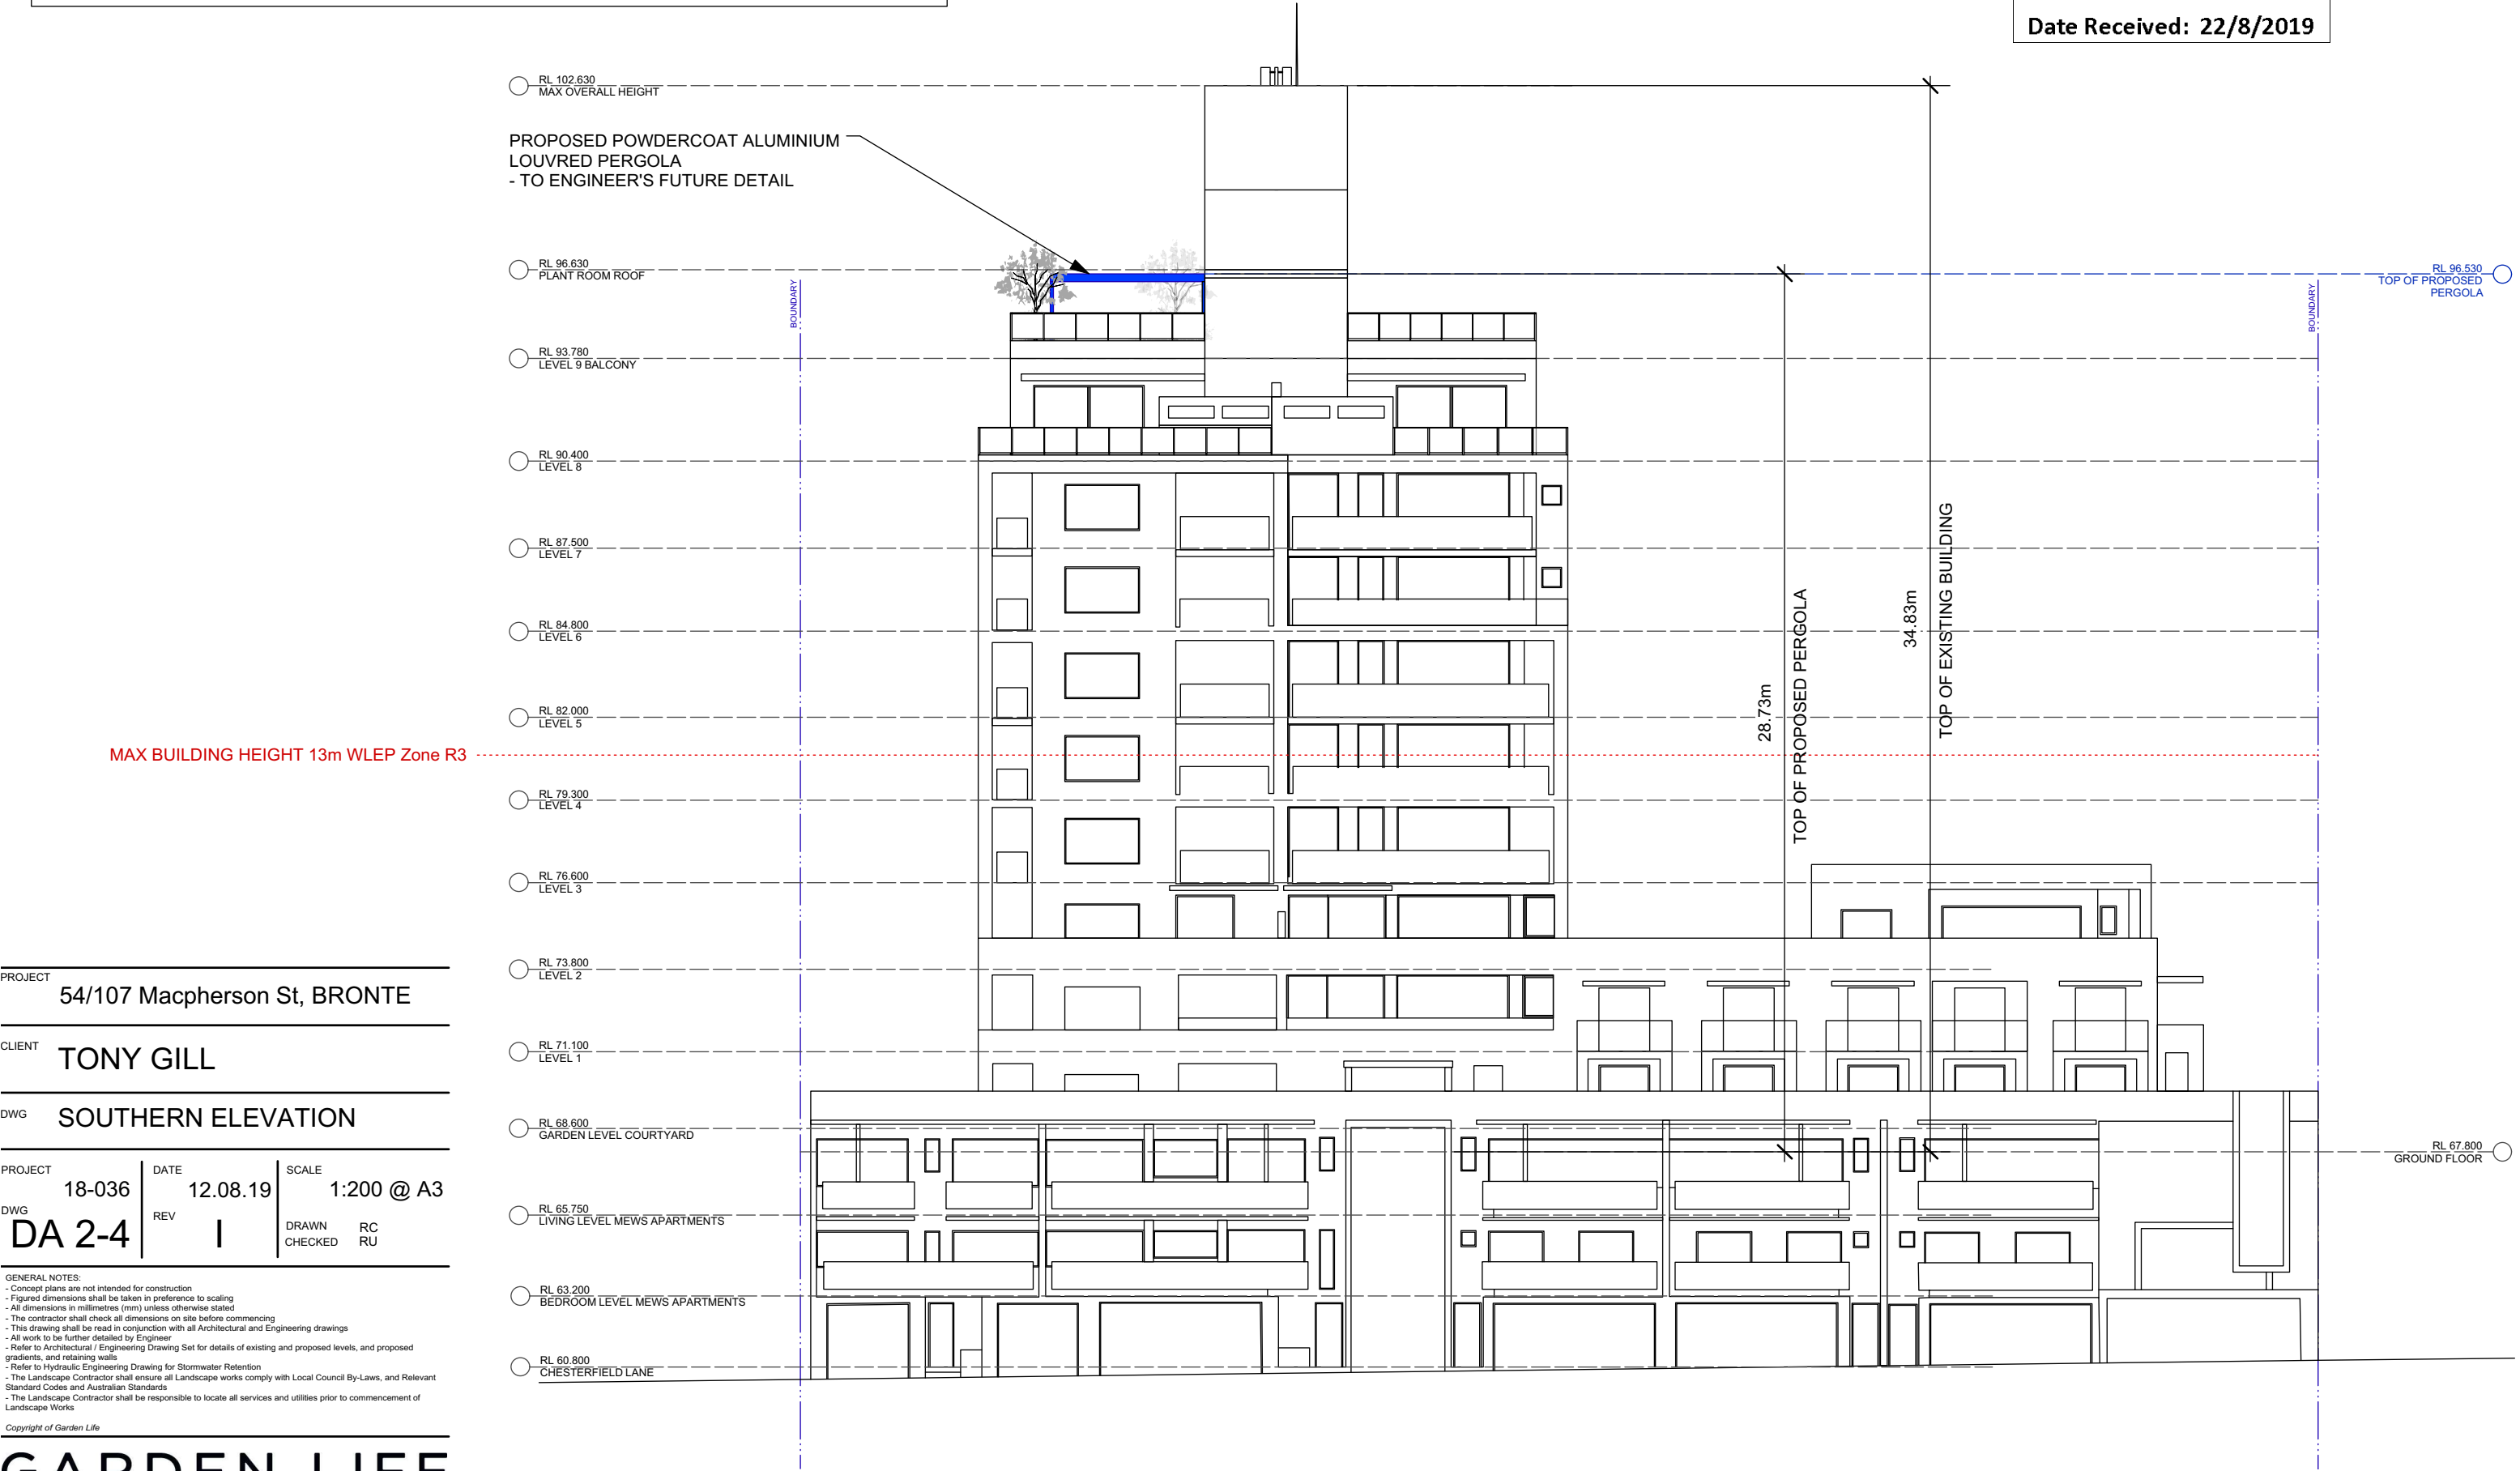 Date Received: 22/8/2019
RL 102.630
MAX OVERALL HEIGHT
PROPOSED POWDERCOAT ALUMINIUM
LOUVRED PERGOLA
- TO ENGINEER'S FUTURE DETAIL
RL 96.630
PLANT ROOM ROOF
RL 96.530
TOP OF PROPOSED
PERGOLA
BOUNDARY
BOUNDARY
RL 93.780
LEVEL 9 BALCONY
RL 90.400
LEVEL 8
RL 87.500
LEVEL 7
RL 84.800
LEVEL 6
RL 82.000
LEVEL 5
28.73m
TOP OF PROPOSED PERGOLA
34.83m
TOP OF EXISTING BUILDING
MAX BUILDING HEIGHT 13m WLEP Zone R3
RL 79.300
LEVEL 4
RL 76.600
LEVEL 3
RL 73.800
LEVEL 2
RL 71.100
LEVEL 1
RL 68.600
GARDEN LEVEL COURTYARD
RL 67.800
GROUND FLOOR
RL 65.750
LIVING LEVEL MEWS APARTMENTS
RL 63.200
BEDROOM LEVEL MEWS APARTMENTS
RL 60.800
CHESTERFIELD LANE
PROJECT
54/107 Macpherson St, BRONTE
CLIENT
TONY GILL
DWG
SOUTHERN ELEVATION
PROJECT
18-036
DATE
12.08.19
SCALE
1:200 @ A3
DWG
DA 2-4
REV
I
DRAWN RC
CHECKED RU
GENERAL NOTES:
- Concept plans are not intended for construction
- Figured dimensions shall be taken in preference to scaling
- All dimensions in millimetres (mm) unless otherwise stated
- The contractor shall check all dimensions on site before commencing
- This drawing shall be read in conjunction with all Architectural and Engineering drawings
- All work to be further detailed by Engineer
- Refer to Architectural / Engineering Drawing Set for details of existing and proposed levels, and proposed
gradients, and retaining walls
- Refer to Hydraulic Engineering Drawing for Stormwater Retention
- The Landscape Contractor shall ensure all Landscape works comply with Local Council By-Laws, and Relevant
Standard Codes and Australian Standards
- The Landscape Contractor shall be responsible to locate all services and utilities prior to commencement of
Landscape Works
Copyright of Garden Life
GARDEN LIFE